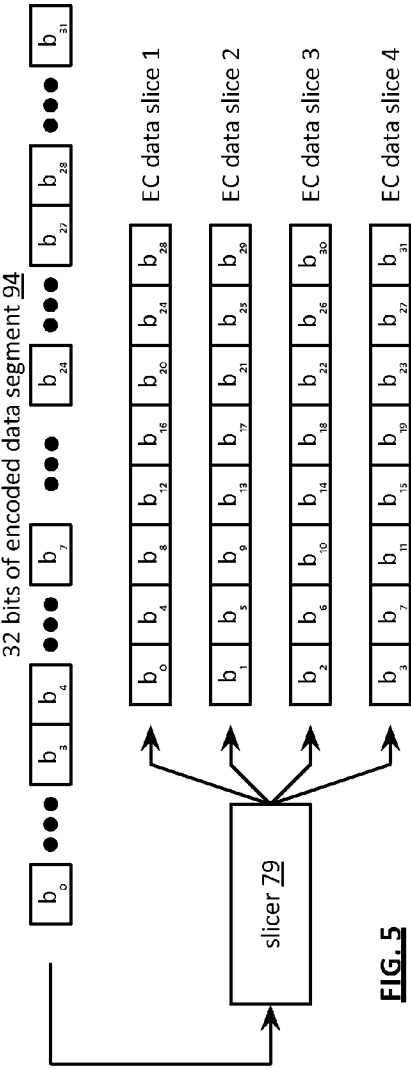 32 bits of encoded data segment 94
b0 b3 b4 b7 b24 b27 b28 b31
b0 b4 b8 b12 b16 b20 b24 b28 EC data slice 1
b1 b5 b9 b13 b17 b21 b25 b29 EC data slice 2
slicer 79
b2 b6 b10 b14 b18 b22 b26 b30 EC data slice 3
b3 b7 b11 b15 b19 b23 b27 b31 EC data slice 4
FIG. 5